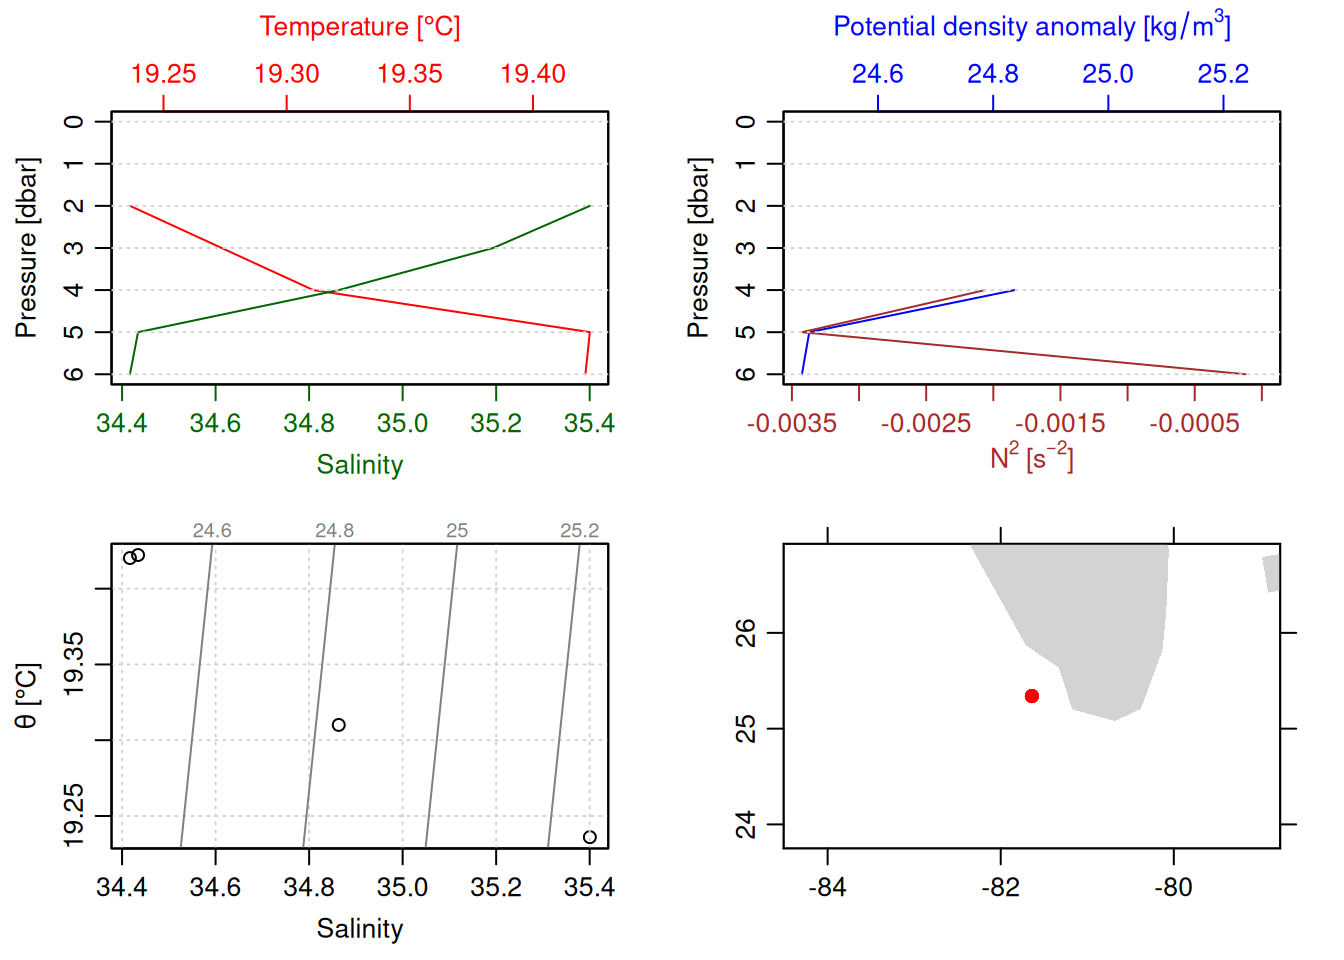 Temperature [°C]
19.25 19.30 19.35 19.40
Pressure [dbar]
0
1
2
3
4
5
6
34.4 34.6 34.8 35.0 35.2 35.4
Salinity
Potential density anomaly [kg/m³]
24.6 24.8 25.0 25.2
Pressure [dbar]
0
1
2
3
4
5
6
-0.0035 -0.0025 -0.0015 -0.0005
N² [s⁻²]
24.6 24.8 25 25.2
θ [°C]
19.35
19.25
34.4 34.6 34.8 35.0 35.2 35.4
Salinity
26
25
24
-84 -82 -80